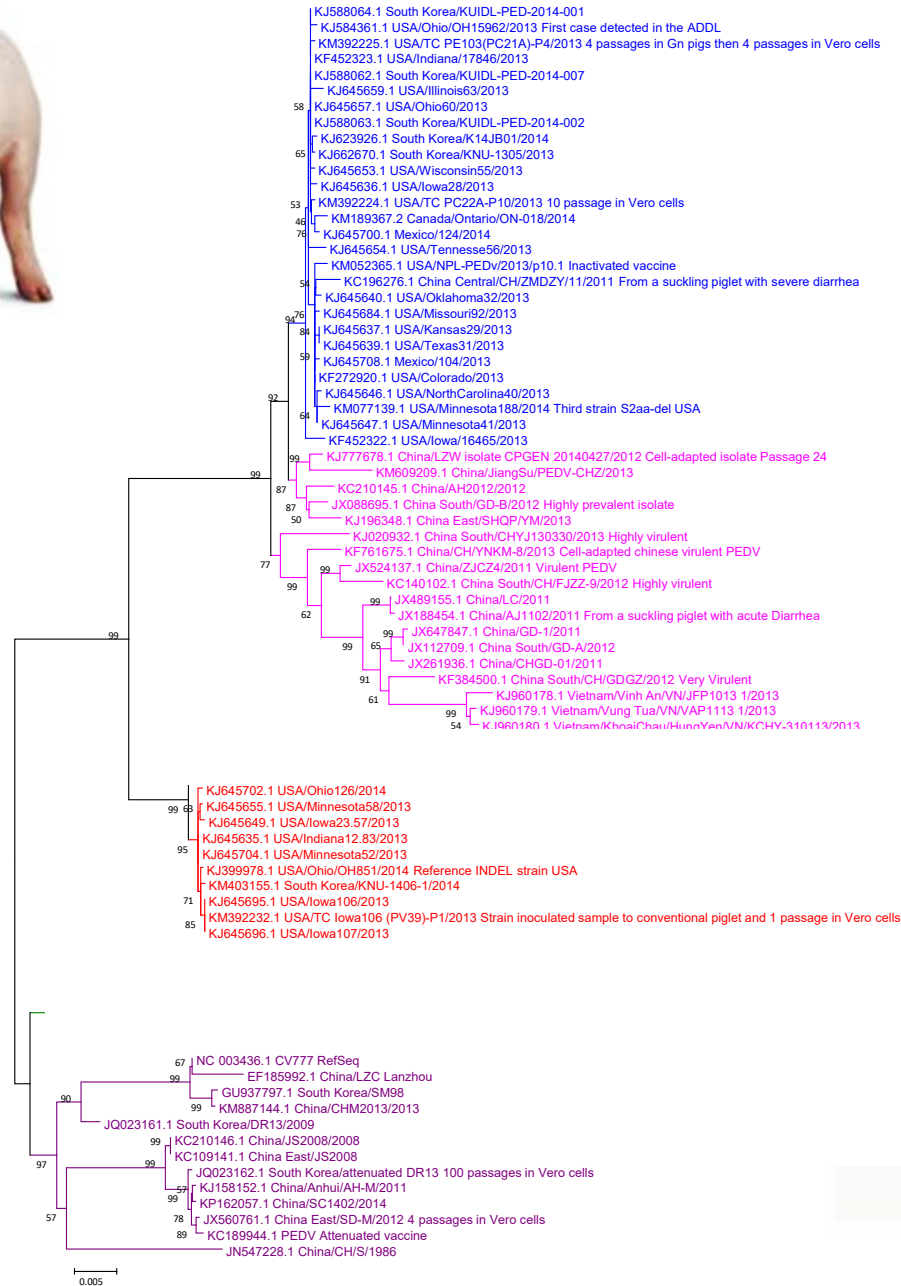 KJ588064.1 South Korea/KUIDL-PED-2014-001
KJ584361.1 USA/Ohio/OH15962/2013 First case detected in the ADDL
KM392225.1 USA/TC PE103(PC21A)-P4/2013 4 passages in Gn pigs then 4 passages in Vero cells
KF452323.1 USA/Indiana/17846/2013
KJ588062.1 South Korea/KUIDL-PED-2014-007
KJ645659.1 USA/Illinois63/2013
58
KJ645657.1 USA/Ohio60/2013
KJ588063.1 South Korea/KUIDL-PED-2014-002
KJ623926.1 South Korea/K14JB01/2014
65
KJ662670.1 South Korea/KNU-1305/2013
KJ645653.1 USA/Wisconsin55/2013
KJ645636.1 USA/Iowa28/2013
53
KM392224.1 USA/TC PC22A-P10/2013 10 passage in Vero cells
46
KM189367.2 Canada/Ontario/ON-018/2014
76
KJ645700.1 Mexico/124/2014
KJ645654.1 USA/Tennesse56/2013
KM052365.1 USA/NPL-PEDv/2013/p10.1 Inactivated vaccine
54
KC196276.1 China Central/CH/ZMDZY/11/2011 From a suckling piglet with severe diarrhea
KJ645640.1 USA/Oklahoma32/2013
94
76
KJ645684.1 USA/Missouri92/2013
84
KJ645637.1 USA/Kansas29/2013
KJ645639.1 USA/Texas31/2013
59
KJ645708.1 Mexico/104/2013
KF272920.1 USA/Colorado/2013
92
KJ645646.1 USA/NorthCarolina40/2013
64
KM077139.1 USA/Minnesota188/2014 Third strain S2aa-del USA
KJ645647.1 USA/Minnesota41/2013
KF452322.1 USA/Iowa/16465/2013
99
KJ777678.1 China/LZW isolate CPGEN 20140427/2012 Cell-adapted isolate Passage 24
99
KM609209.1 China/JiangSu/PEDV-CHZ/2013
87
KC210145.1 China/AH2012/2012
87
JX088695.1 China South/GD-B/2012 Highly prevalent isolate
50
KJ196348.1 China East/SHQP/YM/2013
KJ020932.1 China South/CHYJ130330/2013 Highly virulent
77
KF761675.1 China/CH/YNKM-8/2013 Cell-adapted chinese virulent PEDV
99
99
JX524137.1 China/ZJCZ4/2011 Virulent PEDV
KC140102.1 China South/CH/FJZZ-9/2012 Highly virulent
62
99
JX489155.1 China/LC/2011
JX188454.1 China/AJ1102/2011 From a suckling piglet with acute Diarrhea
99
99
JX647847.1 China/GD-1/2011
65
JX112709.1 China South/GD-A/2012
JX261936.1 China/CHGD-01/2011
91
KF384500.1 China South/CH/GDGZ/2012 Very Virulent
61
KJ960178.1 Vietnam/Vinh An/VN/JFP1013 1/2013
99
KJ960179.1 Vietnam/Vung Tua/VN/VAP1113 1/2013
54
KJ960180.1 Vietnam/KhoaiChau/HungYen/VN/KCHY-310113/2013
99
KJ645702.1 USA/Ohio126/2014
99
63
KJ645655.1 USA/Minnesota58/2013
KJ645649.1 USA/Iowa23.57/2013
KJ645635.1 USA/Indiana12.83/2013
95
KJ645704.1 USA/Minnesota52/2013
KJ399978.1 USA/Ohio/OH851/2014 Reference INDEL strain USA
KM403155.1 South Korea/KNU-1406-1/2014
71
KJ645695.1 USA/Iowa106/2013
KM392232.1 USA/TC Iowa106 (PV39)-P1/2013 Strain inoculated sample to conventional piglet and 1 passage in Vero cells
85
KJ645696.1 USA/Iowa107/2013
67
NC 003436.1 CV777 RefSeq
99
EF185992.1 China/LZC Lanzhou
GU937797.1 South Korea/SM98
99
KM887144.1 China/CHM2013/2013
90
JQ023161.1 South Korea/DR13/2009
99
KC210146.1 China/JS2008/2008
KC109141.1 China East/JS2008
97
99
JQ023162.1 South Korea/attenuated DR13 100 passages in Vero cells
57
KJ158152.1 China/Anhui/AH-M/2011
99
KP162057.1 China/SC1402/2014
57
78
JX560761.1 China East/SD-M/2012 4 passages in Vero cells
89
KC189944.1 PEDV Attenuated vaccine
JN547228.1 China/CH/S/1986
0.005